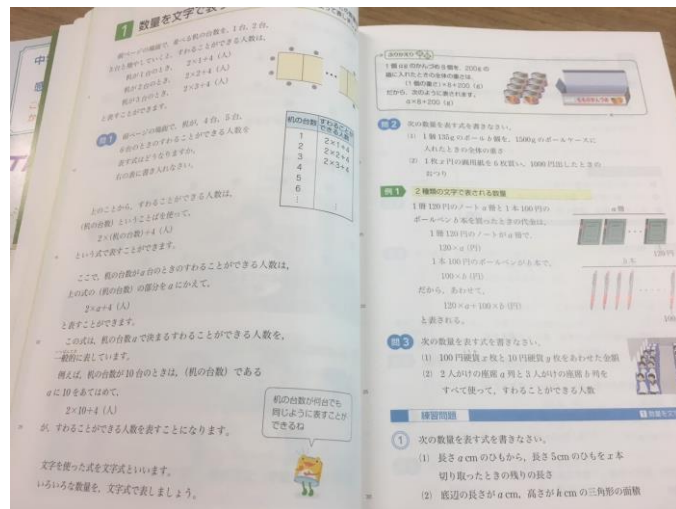 1 数量を文字で表
前ページの場面で、並べる机の台数を、1台、2台、
3台と増やしていくと、すわることができる人数は、
机が1台のとき、 2×1+4(人)
机が2台のとき、 2×2+4(人)
机が3台のとき、 2×3+4(人)
と表すことができます。
問1 前ページの場面で、机が、4台、5台、
6台のときのすわることができる人数を
表す式はどうなりますか。
右の表に書き入れなさい。
机の台数 すわることができる人数
1 2×1+4
2 2×2+4
3 2×3+4
4
5
6
上のことから、すわることができる人数は、
(机の台数)ということばを使って、
2×(机の台数)+4(人)
という式で表すことができます。
ここで、机の台数がa台のときのすわることができる人数は、
上の式の(机の台数)の部分をaにかえて、
2×a+4(人)
と表すことができます。
この式は、机の台数aで決まるすわることができる人数を、
一般的に表しています。
例えば、机の台数が10台のときは、(机の台数)である
aに10をあてはめて、
2×10+4(人)
が、すわることができる人数を表すことになります。
机の台数が何台でも
同じように表すことが
できるね
文字を使った式を文字式といいます。
いろいろな数量を、文字式で表しましょう。
1個agのかんづめ8個を、200gの
箱に入れたときの全体の重さは、
(1個の重さ)×8+200(g)
だから、次のように表されます。
a×8+200(g)
問2 次の数量を表す式を書きなさい。
(1) 1個135gのボールb個を、1500gのボールケースに
入れたときの全体の重さ
(2) 1枚x円の画用紙を6枚買い、1000円出したときの
おつり
例1 2種類の文字で表される数量
1冊120円のノートa冊と1本100円の
ボールペンb本を買ったときの代金は、
1冊120円のノートがa冊で、
120×a(円)
1本100円のボールペンがb本で、
100×b(円)
だから、あわせて、
120×a+100×b(円)
と表される。
a冊
120円
b本
問3 次の数量を表す式を書きなさい。
(1) 100円硬貨x枚と10円硬貨y枚をあわせた金額
(2) 2人がけの座席a列と3人がけの座席b列を
すべて使って、すわることができる人数
練習問題
1 数量を文
1 次の数量を表す式を書きなさい。
(1) 長さacmのひもから、長さ5cmのひもをx本
切り取ったときの残りの長さ
(2) 底辺の長さがacm、高さがhcmの三角形の面積